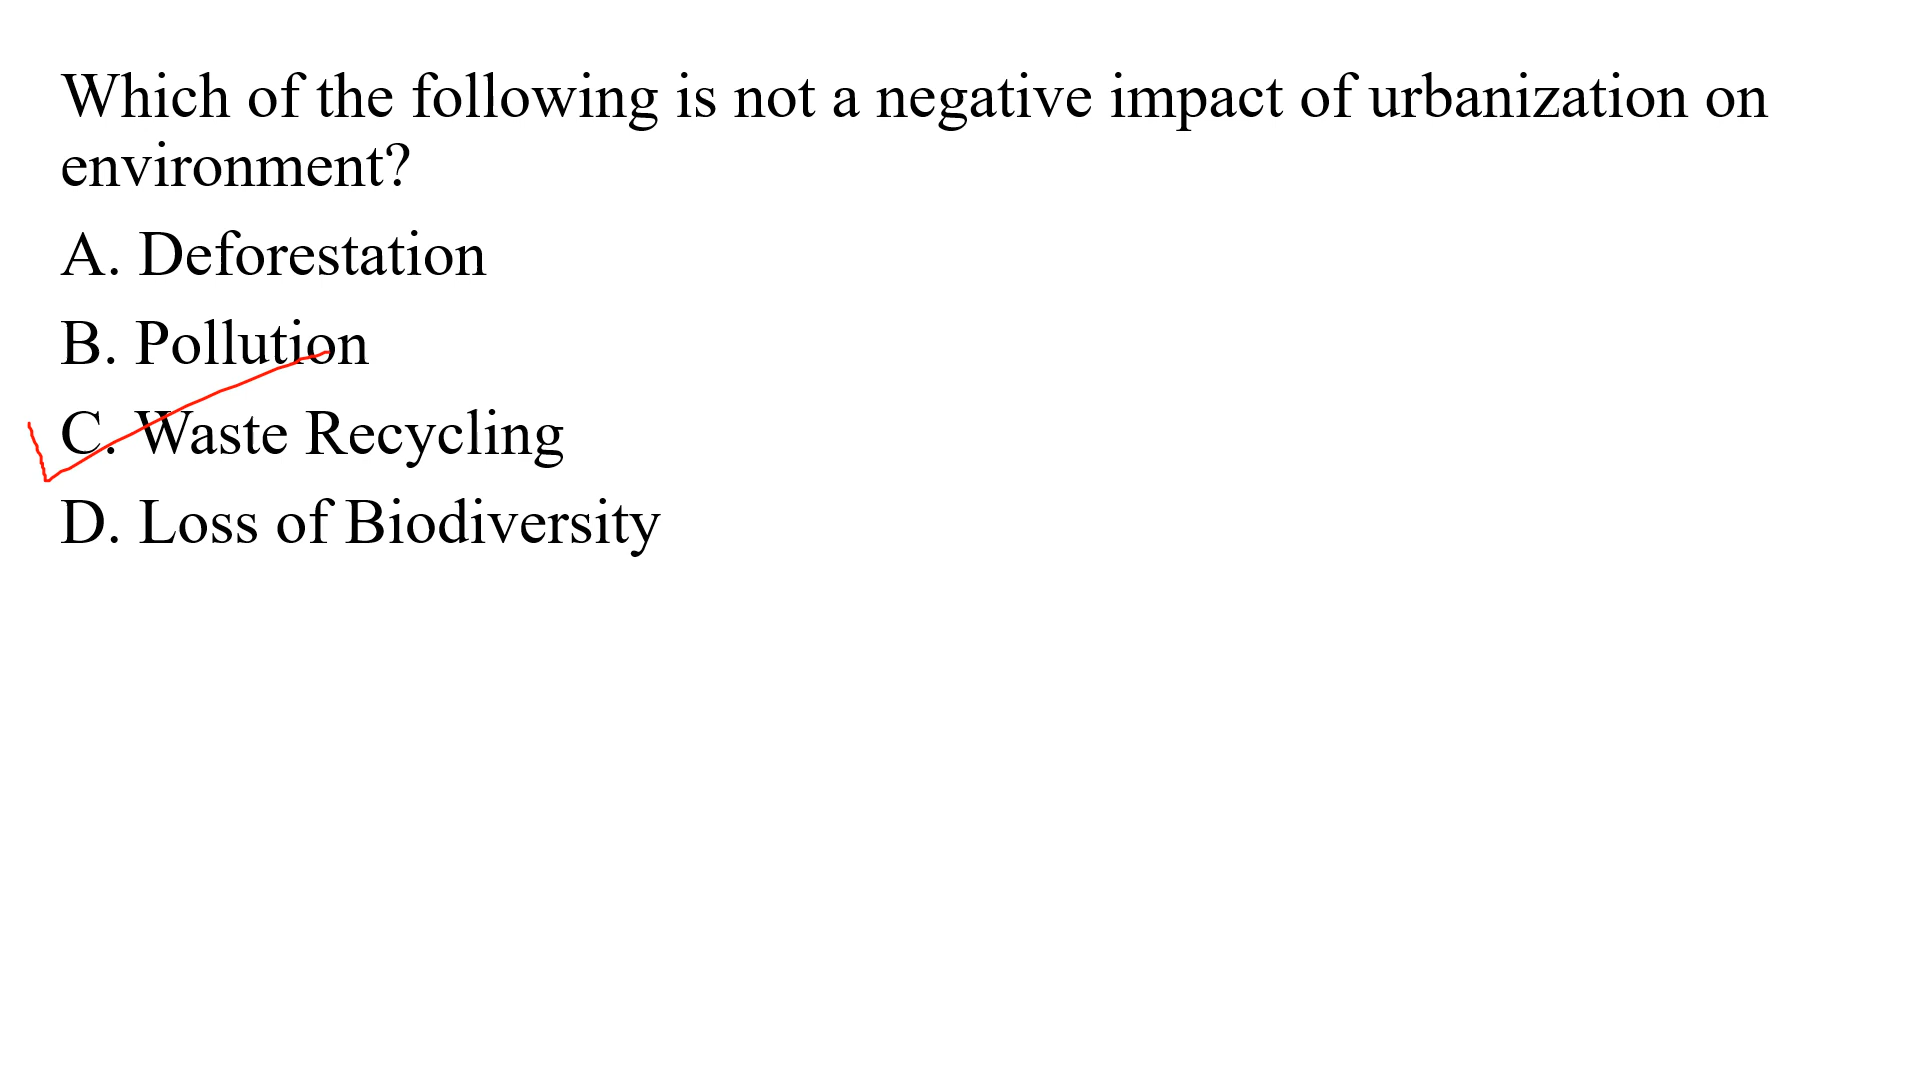 Which of the following is not a negative impact of urbanization on
environment?
A. Deforestation
B. Pollution
C. Waste Recycling
D. Loss of Biodiversity